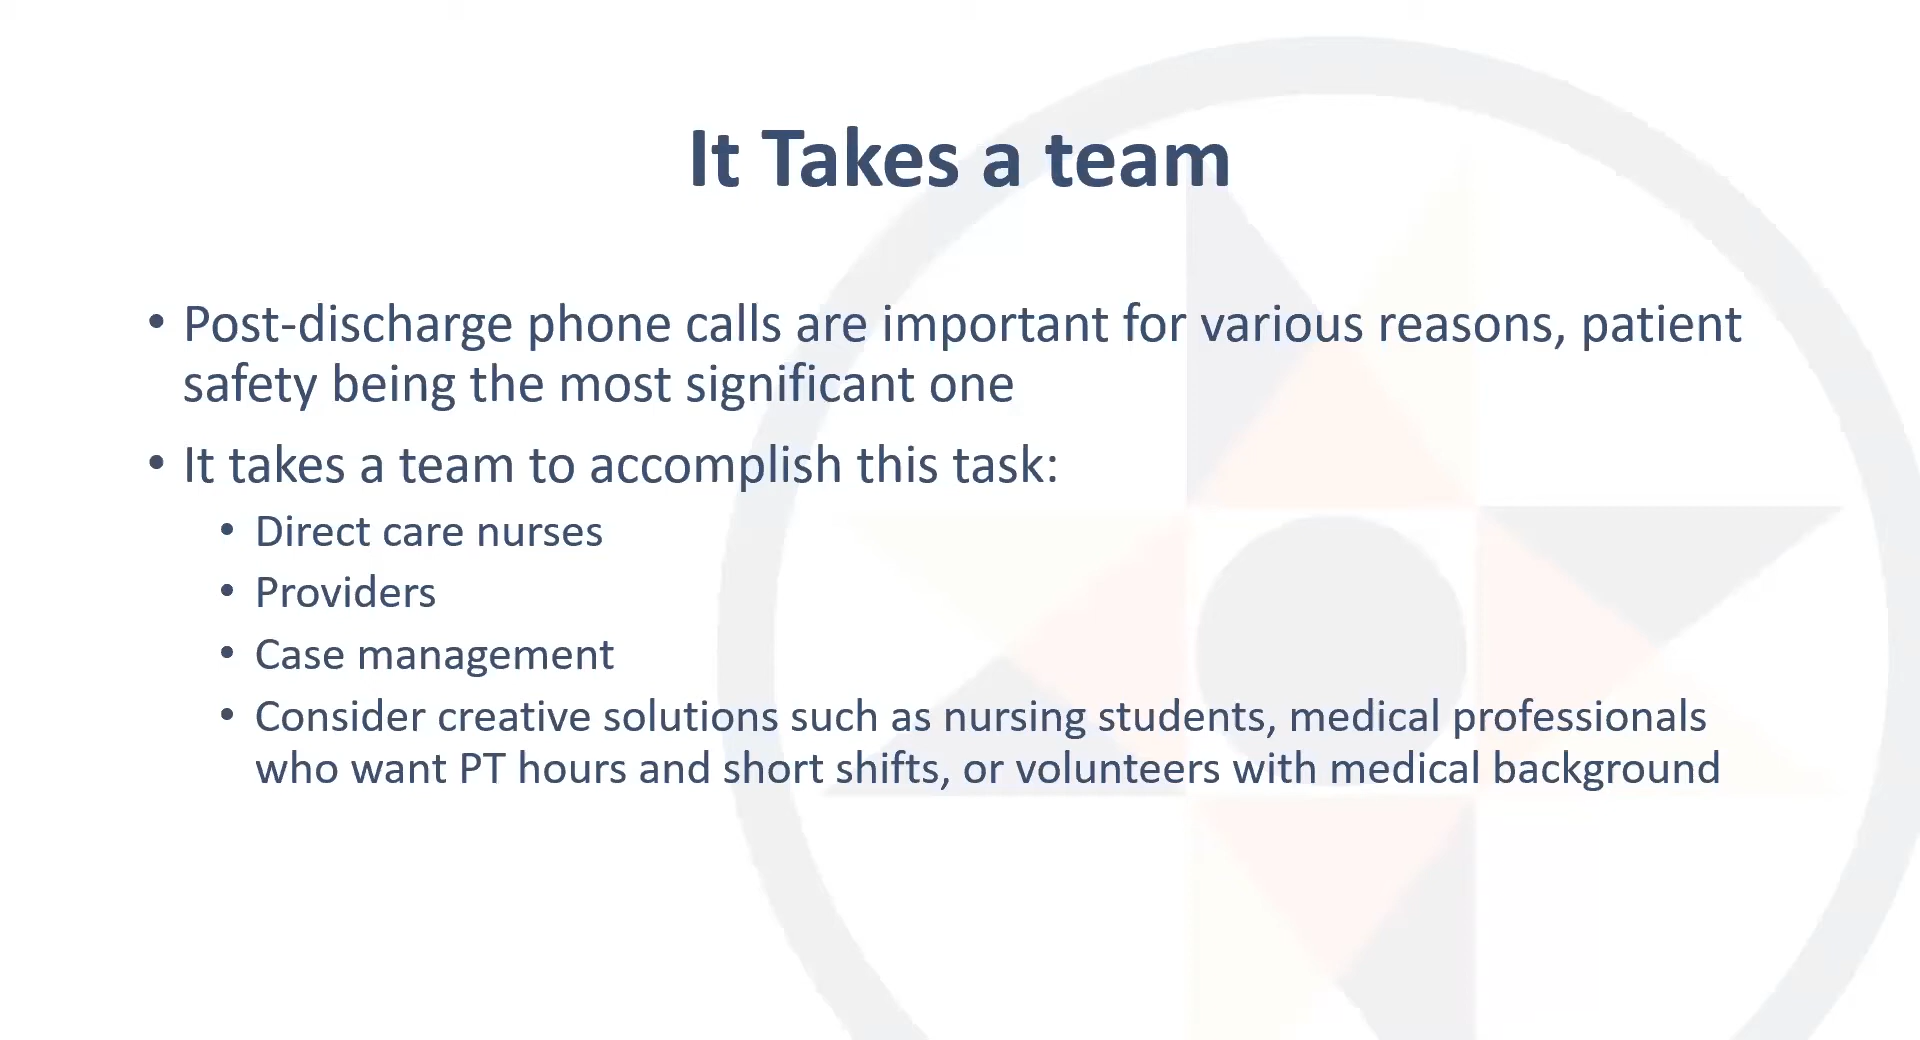 It Takes a team
• Post-discharge phone calls are important for various reasons, patient
safety being the most significant one
• It takes a team to accomplish this task:
• Direct care nurses
• Providers
• Case management
• Consider creative solutions such as nursing students, medical professionals
who want PT hours and short shifts, or volunteers with medical background